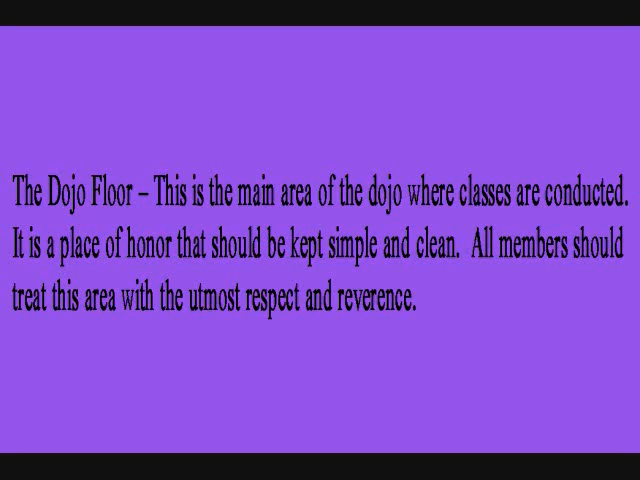 The Dojo Floor – This is the main area of the dojo where classes are conducted.
It is a place of honor that should be kept simple and clean.  All members should
treat this area with the utmost respect and reverence.